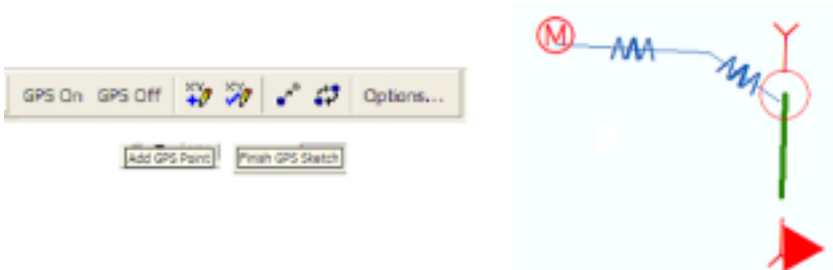 GPS On GPS Off Options...
Add GPS Point Finish GPS Sketch
M